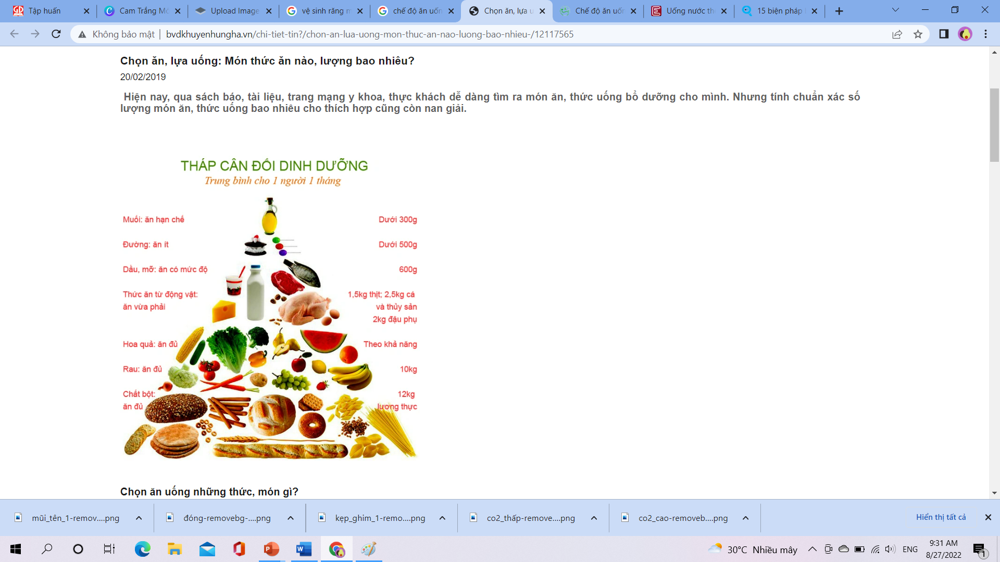 Tập huấn
Cam Trắng Mó
Upload Image
vệ sinh răng m
chế độ ăn uốn
Chọn ăn, lựa u
Chế độ ăn uốn
Uống nước th
15 biện pháp
Không bảo mật | bvdkhuyenhungha.vn/chi-tiet-tin?/chon-an-lua-uong-mon-thuc-an-nao-luong-bao-nhieu-/12117565
Chọn ăn, lựa uống: Món thức ăn nào, lượng bao nhiêu?
20/02/2019
Hiện nay, qua sách báo, tài liệu, trang mạng y khoa, thực khách dễ dàng tìm ra món ăn, thức uống bổ dưỡng cho mình. Nhưng tính chuẩn xác số
lượng món ăn, thức uống bao nhiêu cho thích hợp cũng còn nan giải.
THÁP CÂN ĐỐI DINH DƯỠNG
Trung bình cho 1 người 1 tháng
Muối: ăn hạn chế Dưới 300g
Đường: ăn ít Dưới 500g
Dầu, mỡ: ăn có mức độ 600g
Thức ăn từ động vật: 1,5kg thịt; 2,5kg cá
ăn vừa phải và thủy sản
2kg đậu phụ
Hoa quả: ăn đủ Theo khả năng
Rau: ăn đủ 10kg
Chất bột: 12kg
ăn đủ lương thực
Chọn ăn uống những thức, món gì?
mũi_tên_1-remov....png
đóng-removebg-....png
kẹp_ghim_1-remo....png
co2_thấp-remove....png
co2_cao-removeb....png
Hiển thị tất cả
30°C Nhiều mây
ENG
9:31 AM
8/27/2022
1